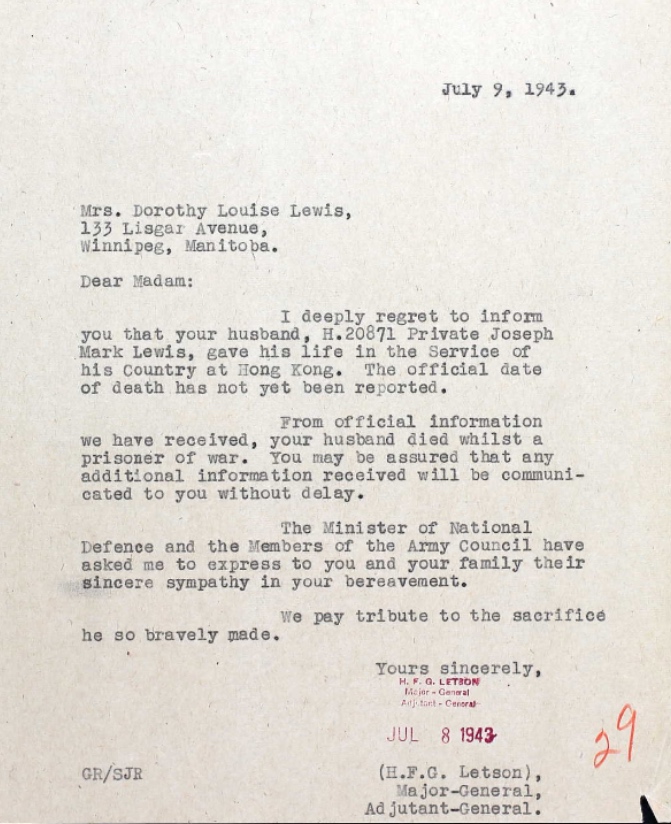 July 9, 1943.
Mrs. Dorothy Louise Lewis,
133 Lisgar Avenue,
Winnipeg, Manitoba.
Dear Madam:
I deeply regret to inform
you that your husband, H.20871 Private Joseph
Mark Lewis, gave his life in the Service of
his Country at Hong Kong. The official date
of death has not yet been reported.
From official information
we have received, your husband died whilst a
prisoner of war. You may be assured that any
additional information received will be communi-
cated to you without delay.
The Minister of National
Defence and the Members of the Army Council have
asked me to express to you and your family their
sincere sympathy in your bereavement.
We pay tribute to the sacrifice
he so bravely made.
Yours sincerely,
H. F. G. LETSON
Major - General
Adjutant - General
JUL 8 1943
29
GR/SJR (H.F.G. Letson),
Major-General,
Adjutant-General.